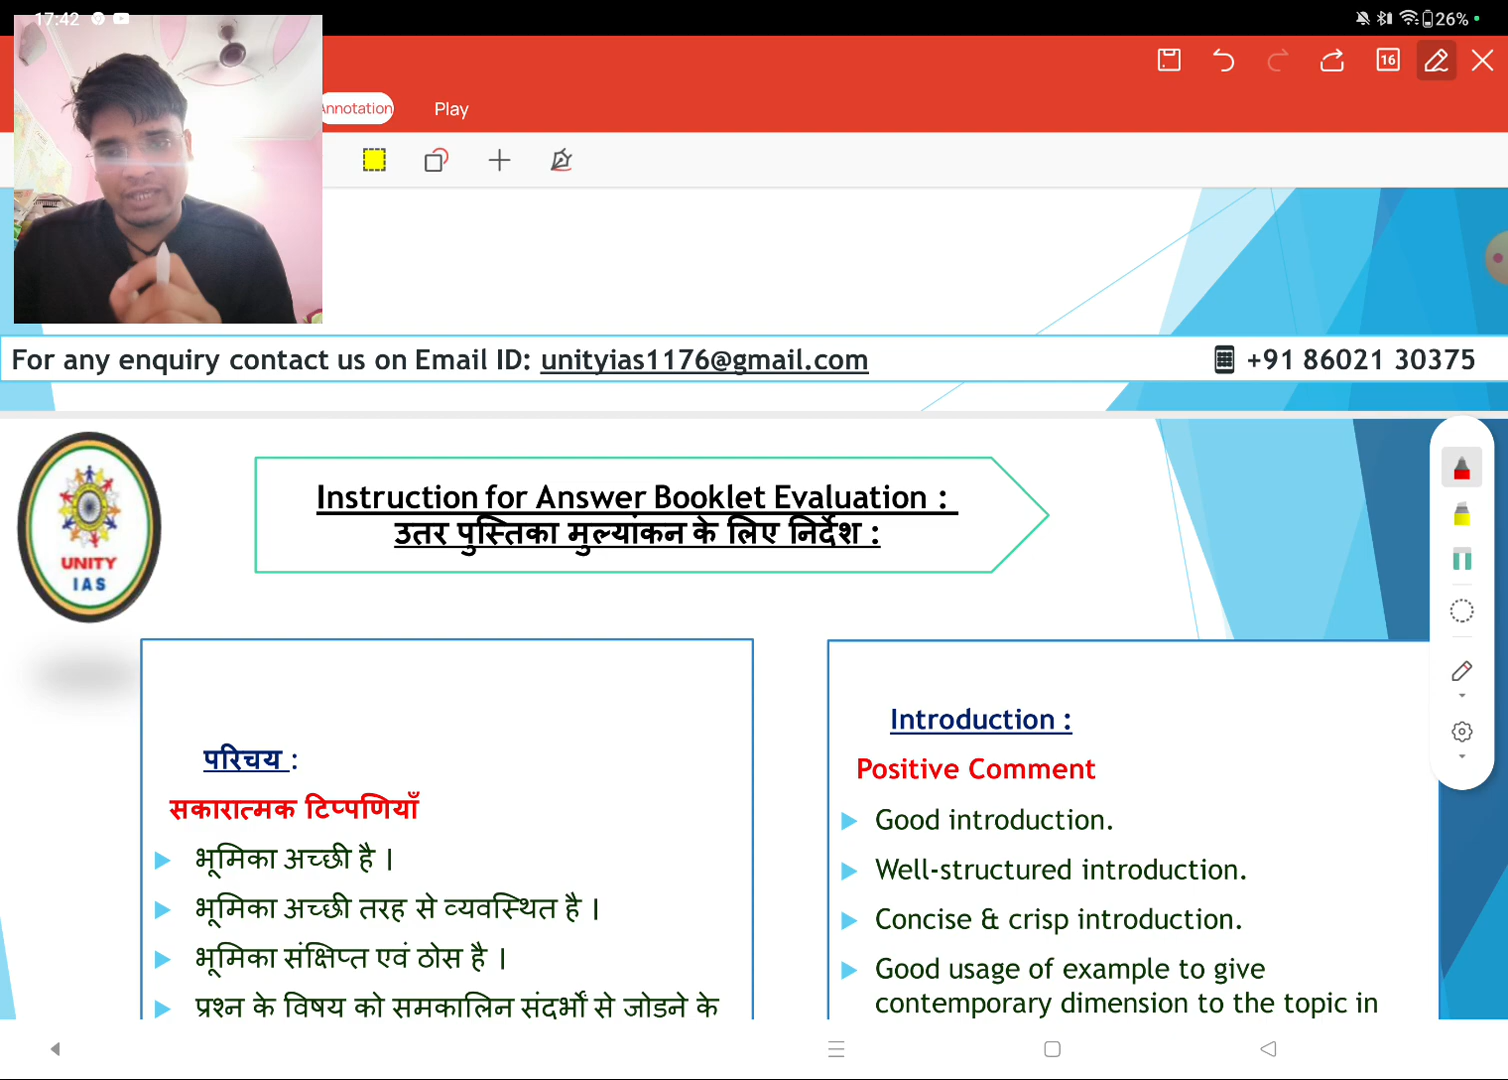 17:42
26%
Annotation
Play
16
For any enquiry contact us on Email ID: unityias1176@gmail.com
+91 86021 30375
UNITY
IAS
Instruction for Answer Booklet Evaluation :
उतर पुस्तिका मुल्यांकन के लिए निर्देश :
परिचय :
सकारात्मक टिप्पणियाँ
भूमिका अच्छी है ।
भूमिका अच्छी तरह से व्यवस्थित है ।
भूमिका संक्षिप्त एवं ठोस है ।
प्रश्न के विषय को समकालिन संदर्भों से जोडने के
Introduction :
Positive Comment
Good introduction.
Well-structured introduction.
Concise & crisp introduction.
Good usage of example to give
contemporary dimension to the topic in